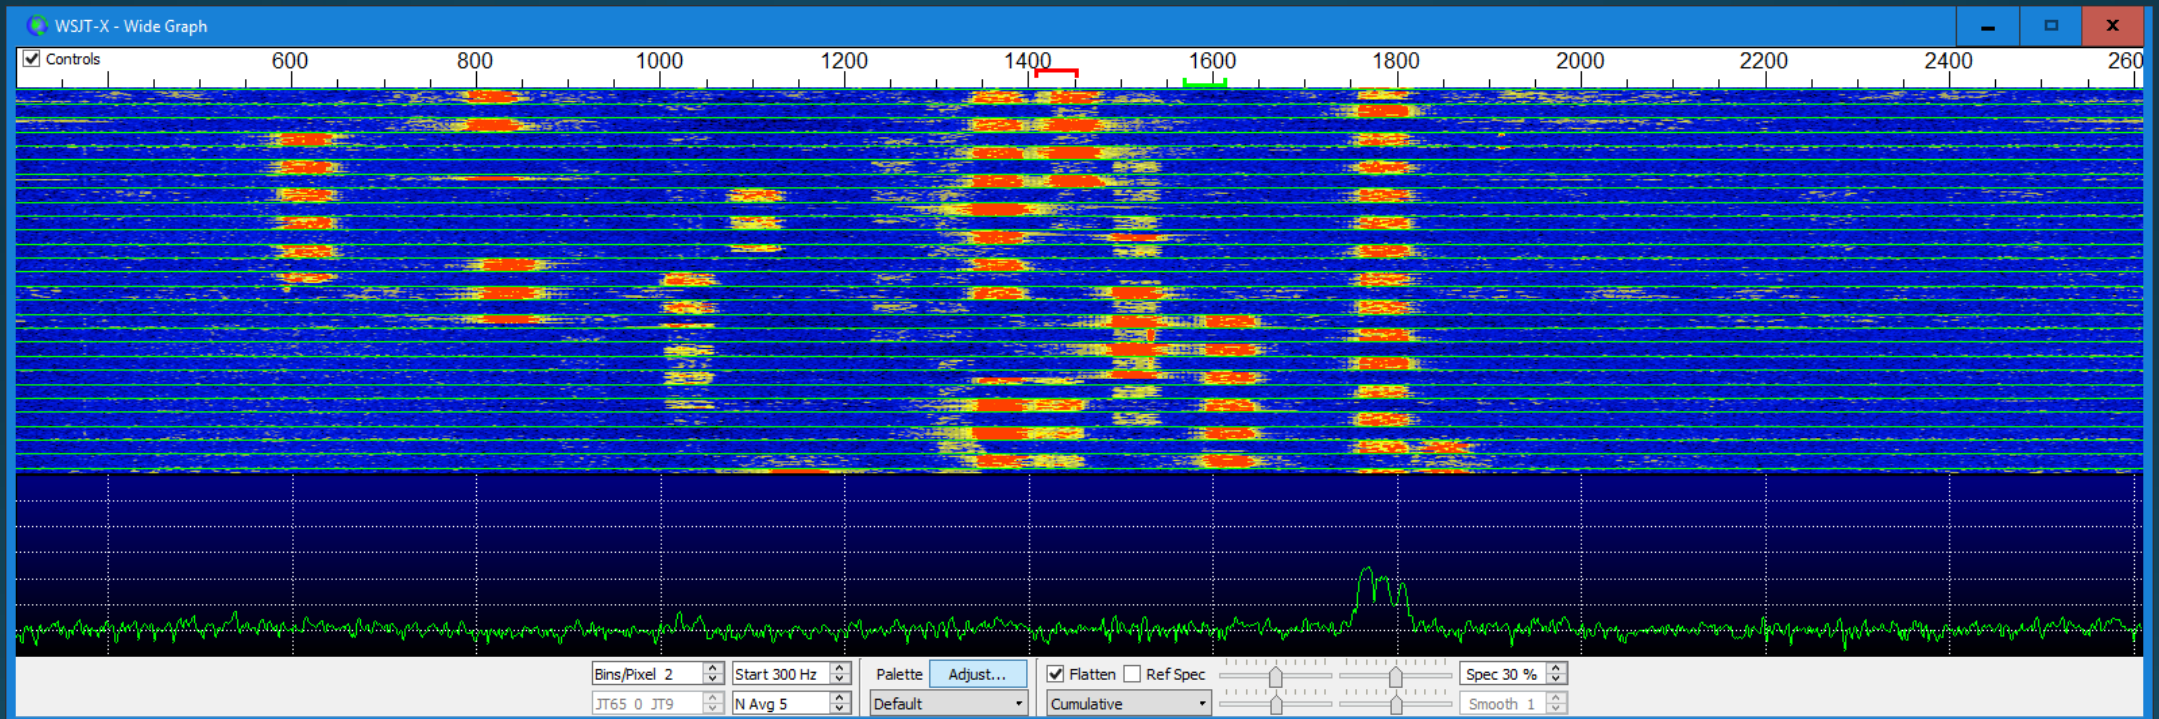 WSJT-X - Wide Graph
Controls 600 800 1000 1200 1400 1600 1800 2000 2200 2400 260
Bins/Pixel 2 Start 300 Hz Palette Adjust... Flatten Ref Spec Spec 30 %
JT65 0 JT9 N Avg 5 Default Cumulative Smooth 1